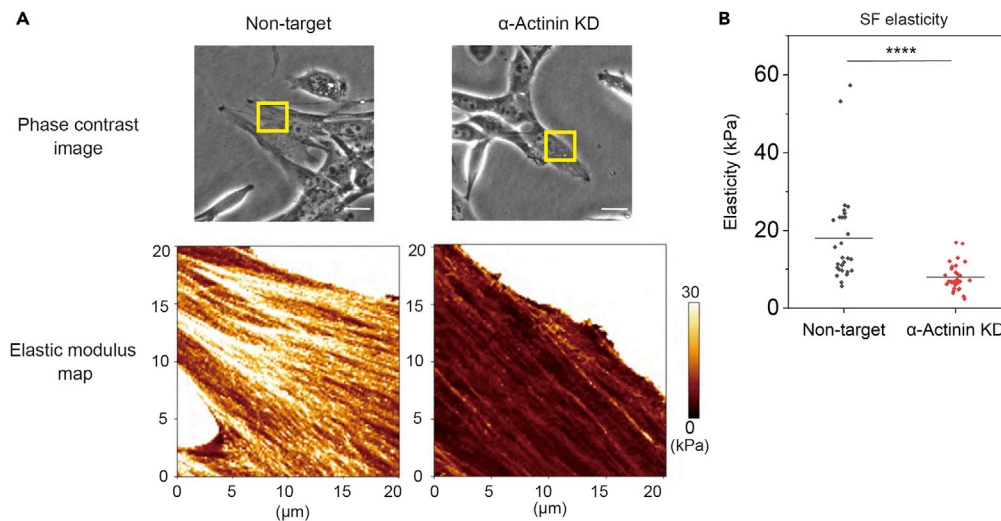 A
Non-target
α-Actinin KD
Phase contrast
image
Elastic modulus
map
20
15
10
5
0
0
5
10
15
20
(μm)
20
15
10
5
0
0
5
10
15
20
(μm)
30
0
(kPa)
B
SF elasticity
****
Elasticity (kPa)
60
40
20
0
Non-target
α-Actinin KD